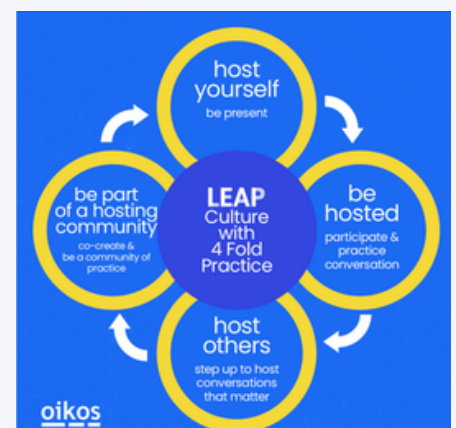 host
yourself
be present
be
hosted
participate &
practice
conversation
host
others
step up to host
conversations
that matter
be part
of a hosting
community
co-create &
be a community of
practice
LEAP
Culture
with
4 Fold
Practice
oikos